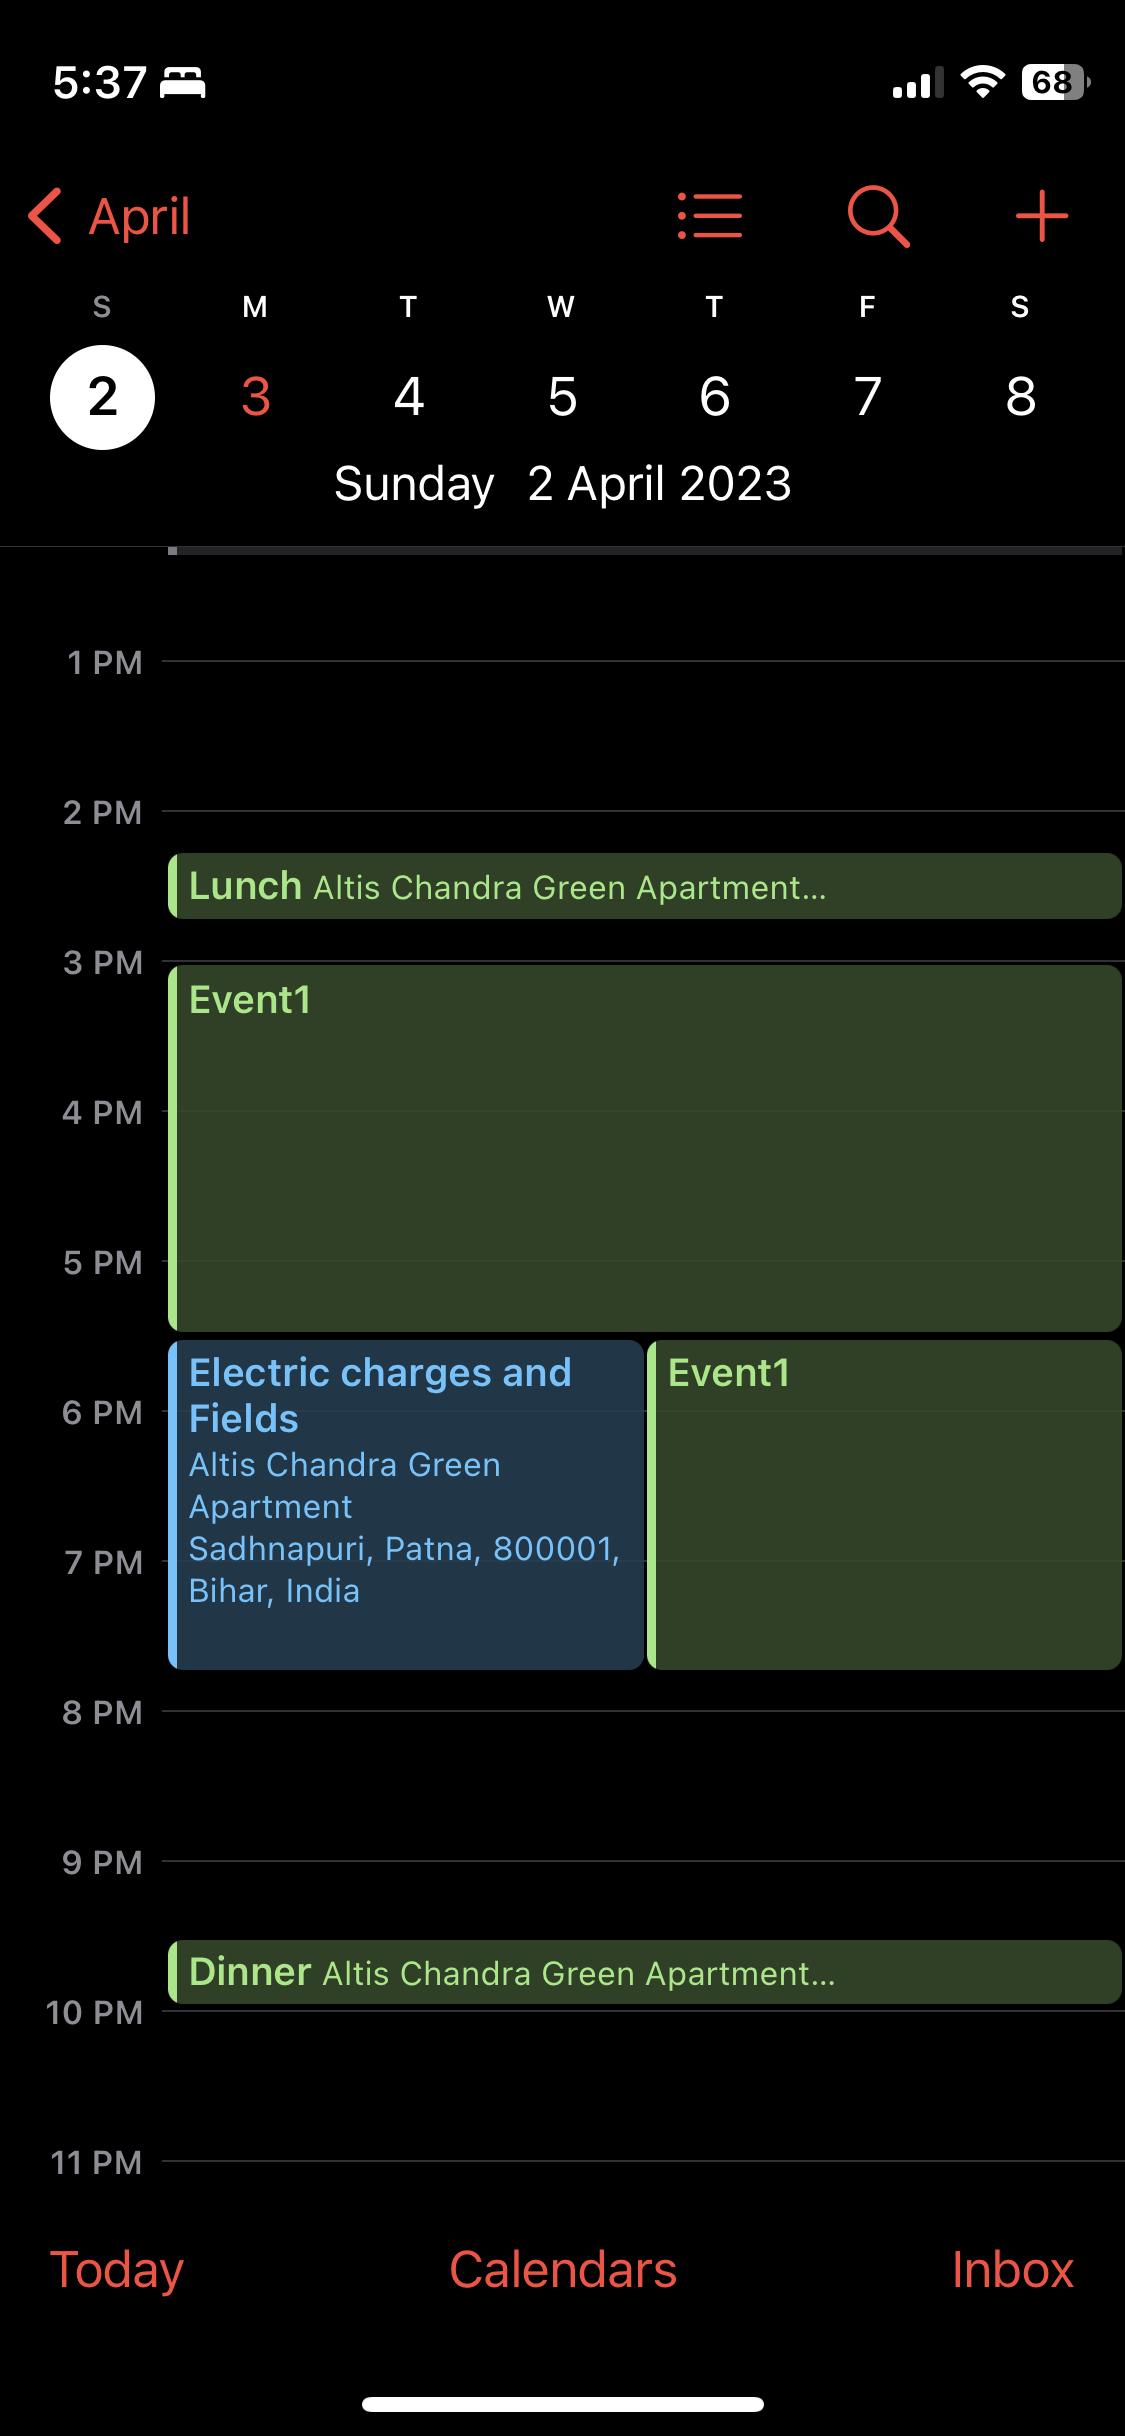 5:37 68
April
S M T W T F S
2 3 4 5 6 7 8
Sunday 2 April 2023
1 PM
2 PM
Lunch Altis Chandra Green Apartment...
3 PM
Event1
4 PM
5 PM
Electric charges and
Fields
Altis Chandra Green
Apartment
Sadhnapuri, Patna, 800001,
Bihar, India
Event1
6 PM
7 PM
8 PM
9 PM
Dinner Altis Chandra Green Apartment...
10 PM
11 PM
Today Calendars Inbox